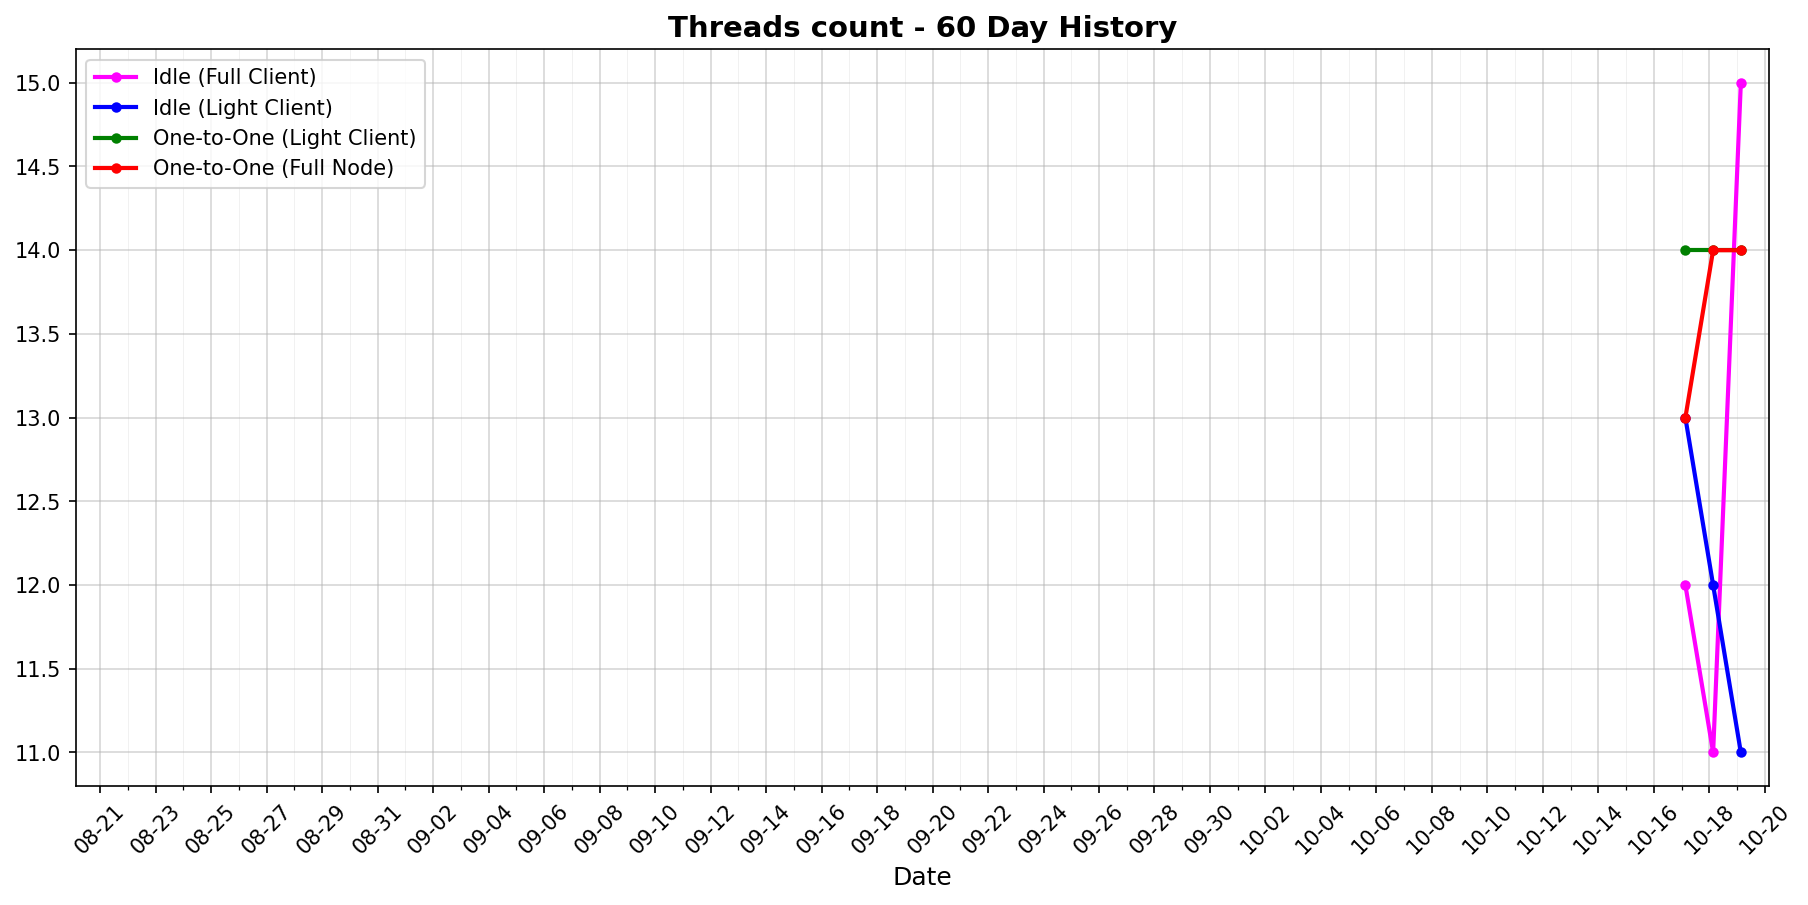 Threads count - 60 Day History
Idle (Full Client)
Idle (Light Client)
One-to-One (Light Client)
One-to-One (Full Node)
15.0
14.5
14.0
13.5
13.0
12.5
12.0
11.5
11.0
08-21 08-23 08-25 08-27 08-29 08-31 09-02 09-04 09-06 09-08 09-10 09-12 09-14 09-16 09-18 09-20 09-22 09-24 09-26 09-28 09-30 10-02 10-04 10-06 10-08 10-10 10-12 10-14 10-16 10-18 10-20
Date